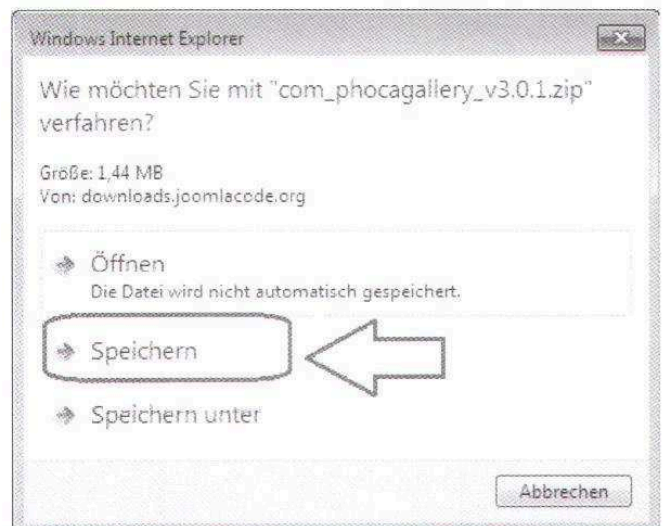 Windows Internet Explorer
Wie möchten Sie mit "com_phocagallery_v3.0.1.zip"
verfahren?
Größe: 1,44 MB
Von: downloads.joomlacode.org
Öffnen
Die Datei wird nicht automatisch gespeichert.
Speichern
Speichern unter
Abbrechen